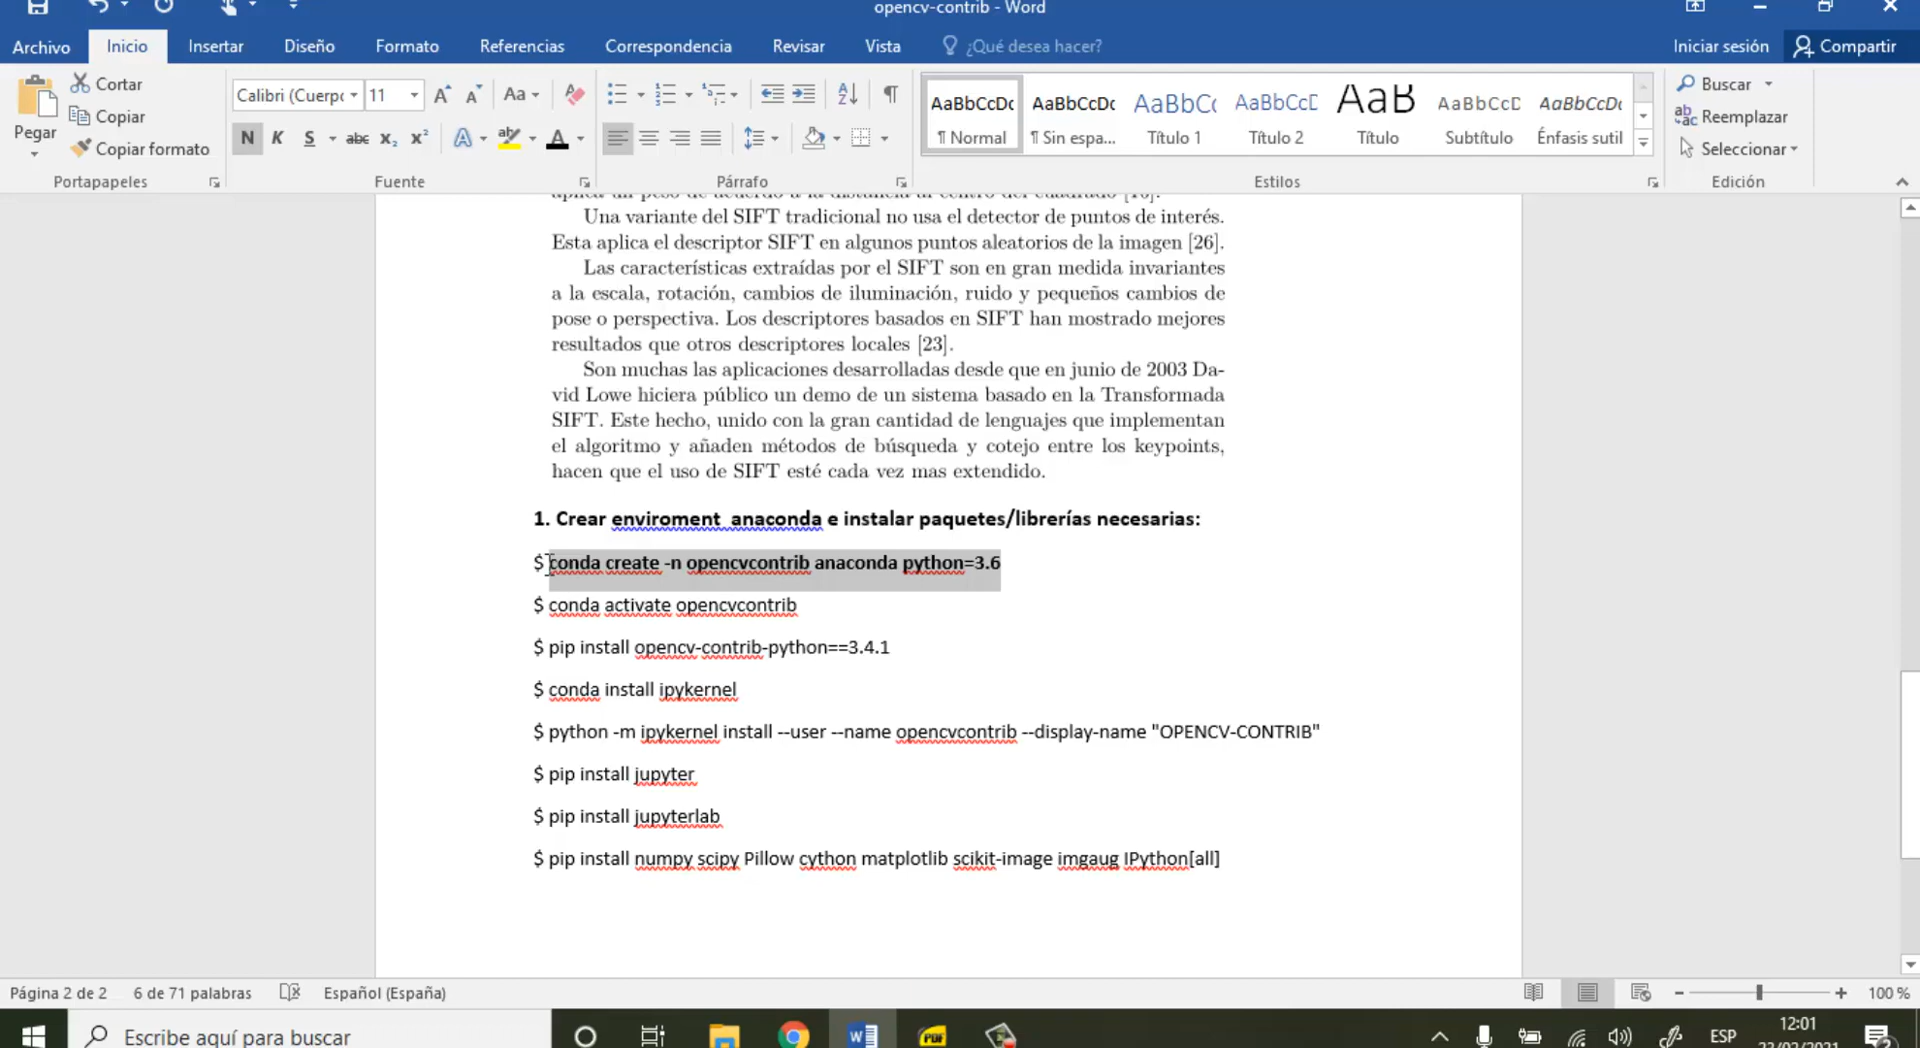 opencv-contrib - Word
Archivo Inicio Insertar Diseño Formato Referencias Correspondencia Revisar Vista ¿Qué desea hacer? Iniciar sesión Compartir
Pegar
Cortar
Copiar
Copiar formato
Portapapeles
Calibri (Cuerpo 11
Aa
N K S abc x₂ x² A A
Fuente
Párrafo
AaBbCcDc AaBbCcDc AaBbCc AaBbCcD AaB AaBbCcD AaBbCcDc
¶ Normal ¶ Sin espa... Título 1 Título 2 Título Subtítulo Énfasis sutil
Estilos
Buscar
Reemplazar
Seleccionar
Edición
Una variante del SIFT tradicional no usa el detector de puntos de interés.
Esta aplica el descriptor SIFT en algunos puntos aleatorios de la imagen [26].
Las características extraídas por el SIFT son en gran medida invariantes
a la escala, rotación, cambios de iluminación, ruido y pequeños cambios de
pose o perspectiva. Los descriptores basados en SIFT han mostrado mejores
resultados que otros descriptores locales [23].
Son muchas las aplicaciones desarrolladas desde que en junio de 2003 Da-
vid Lowe hiciera público un demo de un sistema basado en la Transformada
SIFT. Este hecho, unido con la gran cantidad de lenguajes que implementan
el algoritmo y añaden métodos de búsqueda y cotejo entre los keypoints,
hacen que el uso de SIFT esté cada vez mas extendido.
1. Crear enviroment anaconda e instalar paquetes/librerías necesarias:
$ conda create -n opencvcontrib anaconda python=3.6
$ conda activate opencvcontrib
$ pip install opencv-contrib-python==3.4.1
$ conda install ipykernel
$ python -m ipykernel install --user --name opencvcontrib --display-name "OPENCV-CONTRIB"
$ pip install jupyter
$ pip install jupyterlab
$ pip install numpy scipy Pillow cython matplotlib scikit-image imgaug IPython[all]
Página 2 de 2 6 de 71 palabras Español (España) 100 %
Escribe aquí para buscar
PDF
ESP
12:01